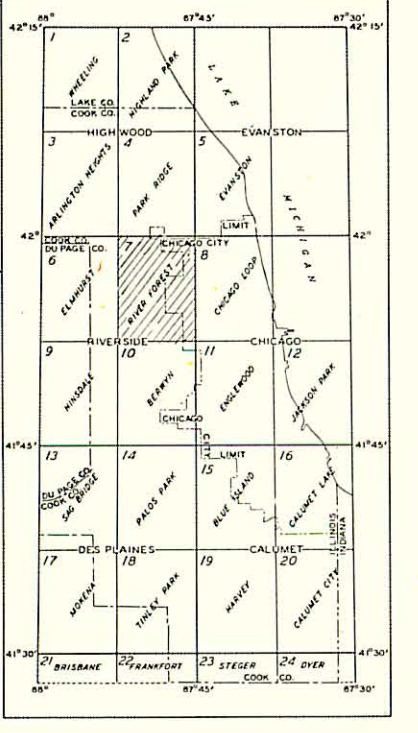 88° 87°45' 87°30'
42°15' 42°15'
1 2
WHEELING HIGHLAND PARK LAKE
LAKE CO.
COOK CO.
HIGHWOOD EVANSTON
3 4 5
ARLINGTON HEIGHTS PARK RIDGE EVANSTON MICHIGAN
LIMIT
42° 42°
COOK CO. CHICAGO CITY
DU PAGE CO.
6 7 8
ELMHURST RIVER FOREST CHICAGO LOOP
RIVERSIDE CHICAGO
9 10 11 12
HINSDALE BERWYN ENGLEWOOD JACKSON PARK
CHICAGO CITY LIMIT
41°45' 41°45'
13 14 15 16
DU PAGE CO.
COOK CO.
SAG BRIDGE PALOS PARK BLUE ISLAND CALUMET LAKE
ILLINOIS
INDIANA
DES PLAINES CALUMET
17 18 19 20
MOKENA TINLEY PARK HARVEY CALUMET CITY
41°30' 41°30'
21 BRISBANE 22 FRANKFORT 23 STEGER 24 DYER
COOK CO.
88° 87°45' 87°30'